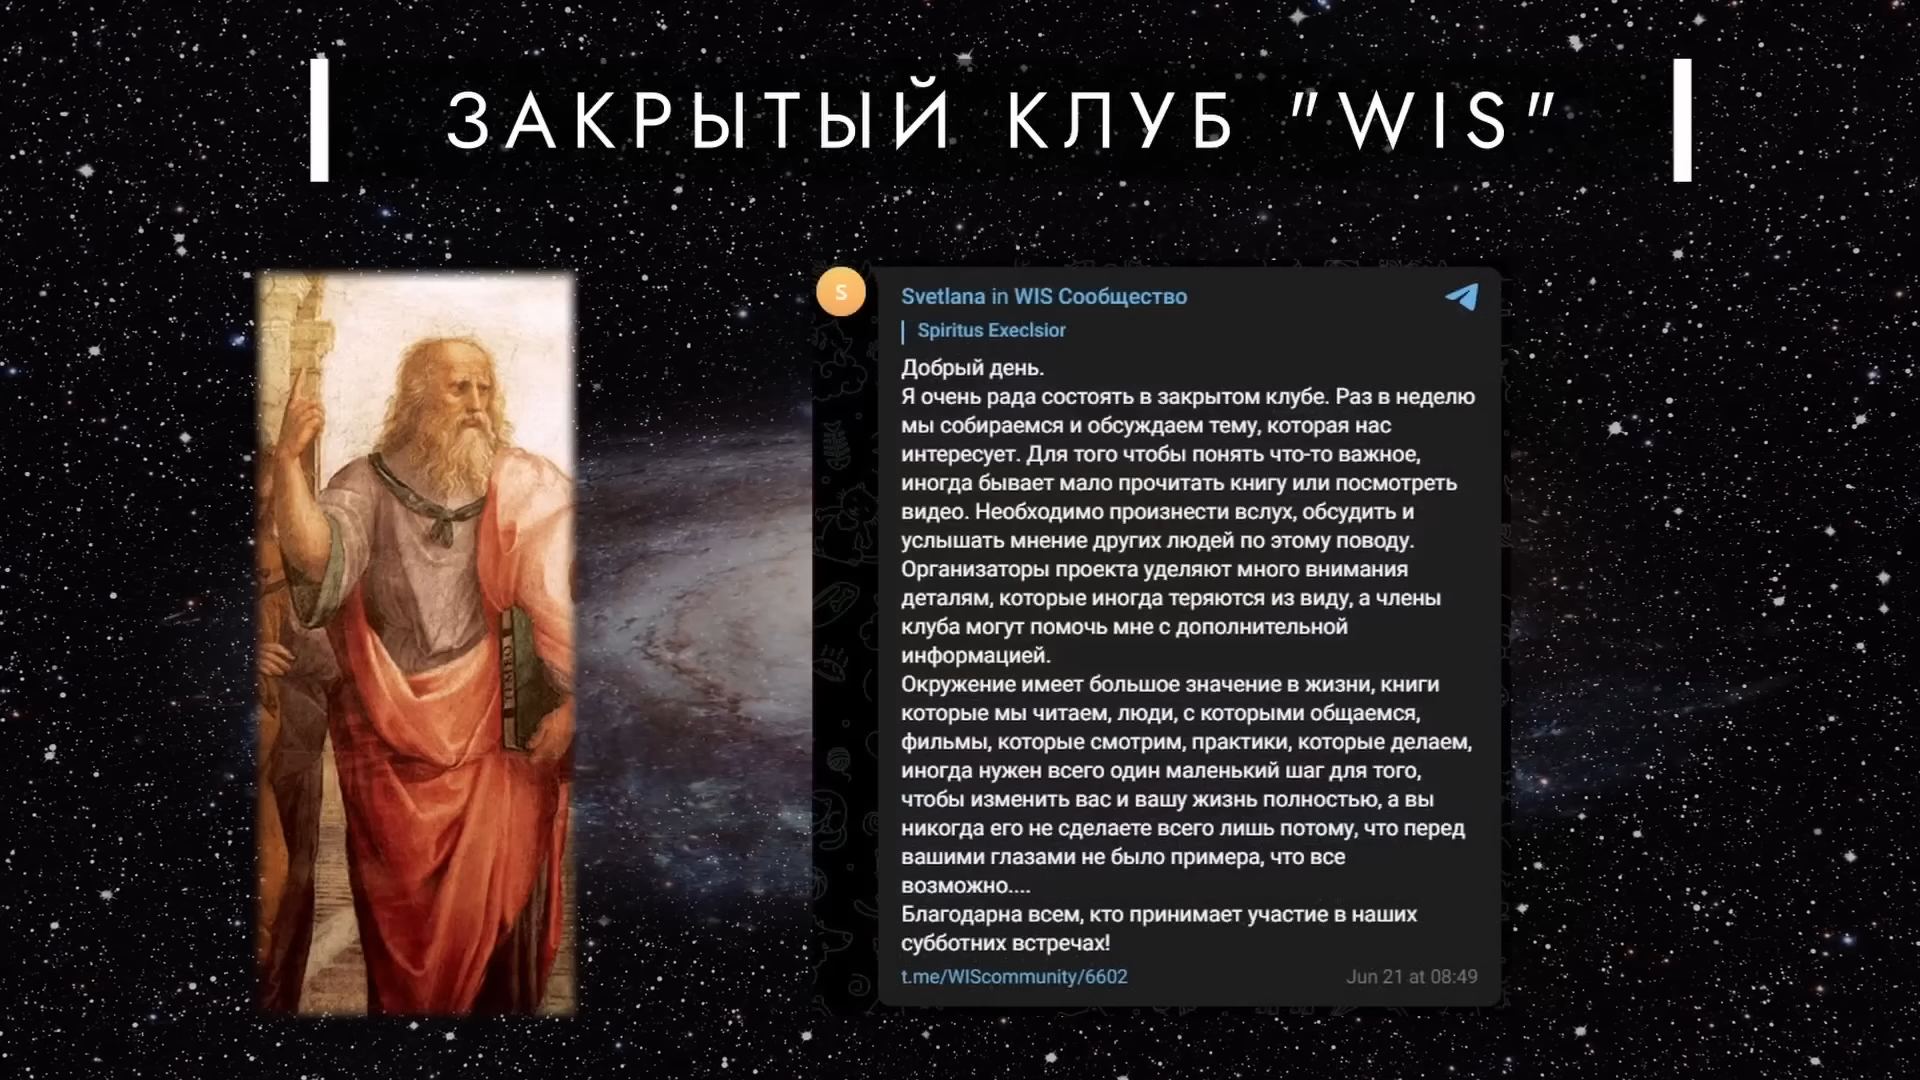 ЗАКРЫТЫЙ КЛУБ "WIS"
S
Svetlana in WIS Сообщество
Spiritus Execlsior
Добрый день.
Я очень рада состоять в закрытом клубе. Раз в неделю
мы собираемся и обсуждаем тему, которая нас
интересует. Для того чтобы понять что-то важное,
иногда бывает мало прочитать книгу или посмотреть
видео. Необходимо произнести вслух, обсудить и
услышать мнение других людей по этому поводу.
Организаторы проекта уделяют много внимания
деталям, которые иногда теряются из виду, а члены
клуба могут помочь мне с дополнительной
информацией.
Окружение имеет большое значение в жизни, книги
которые мы читаем, люди, с которыми общаемся,
фильмы, которые смотрим, практики, которые делаем,
иногда нужен всего один маленький шаг для того,
чтобы изменить вас и вашу жизнь полностью, а вы
никогда его не сделаете всего лишь потому, что перед
вашими глазами не было примера, что все
возможно....
Благодарна всем, кто принимает участие в наших
субботних встречах!
t.me/WIScommunity/6602
Jun 21 at 08:49